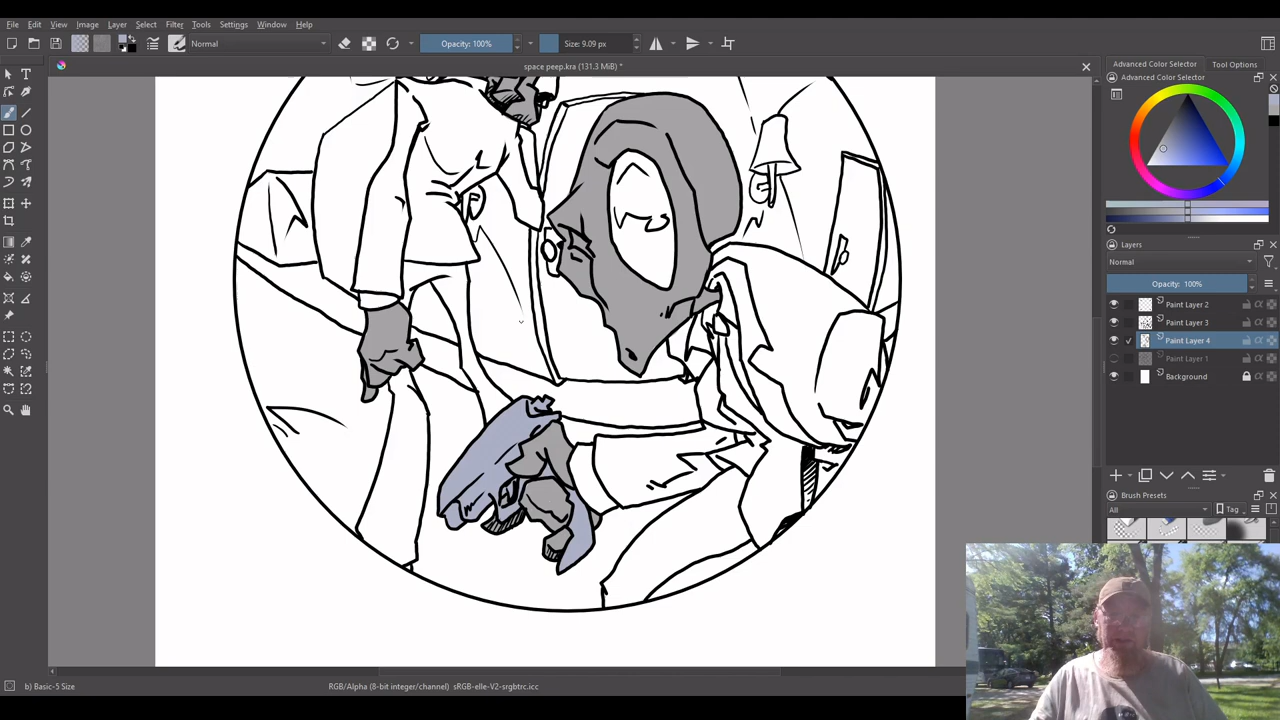 File Edit View Image Layer Select Filter Tools Settings Window Help
Normal Opacity: 100% Size: 9.09 px
space peep.kra (131.3 MiB) *
Advanced Color Selector Tool Options
Advanced Color Selector
Layers
Normal
Opacity: 100%
Paint Layer 2
Paint Layer 3
Paint Layer 4
Paint Layer 1
Background
Brush Presets
All Tag
b) Basic-5 Size RGB/Alpha (8-bit integer/channel) sRGB-elle-V2-srgbtrc.icc